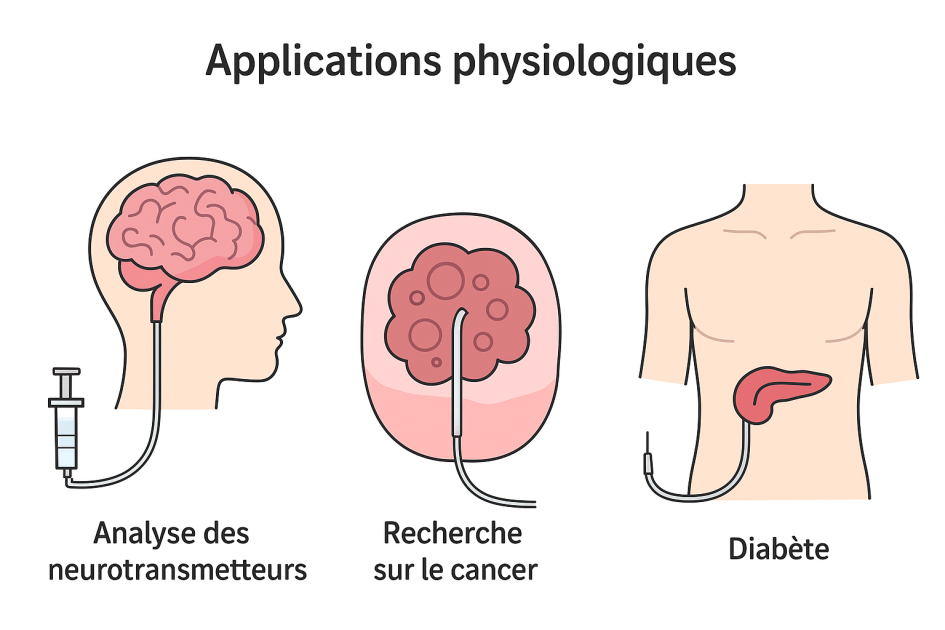 Applications physiologiques
Analyse des
neurotransmetteurs
Recherche
sur le cancer
Diabète